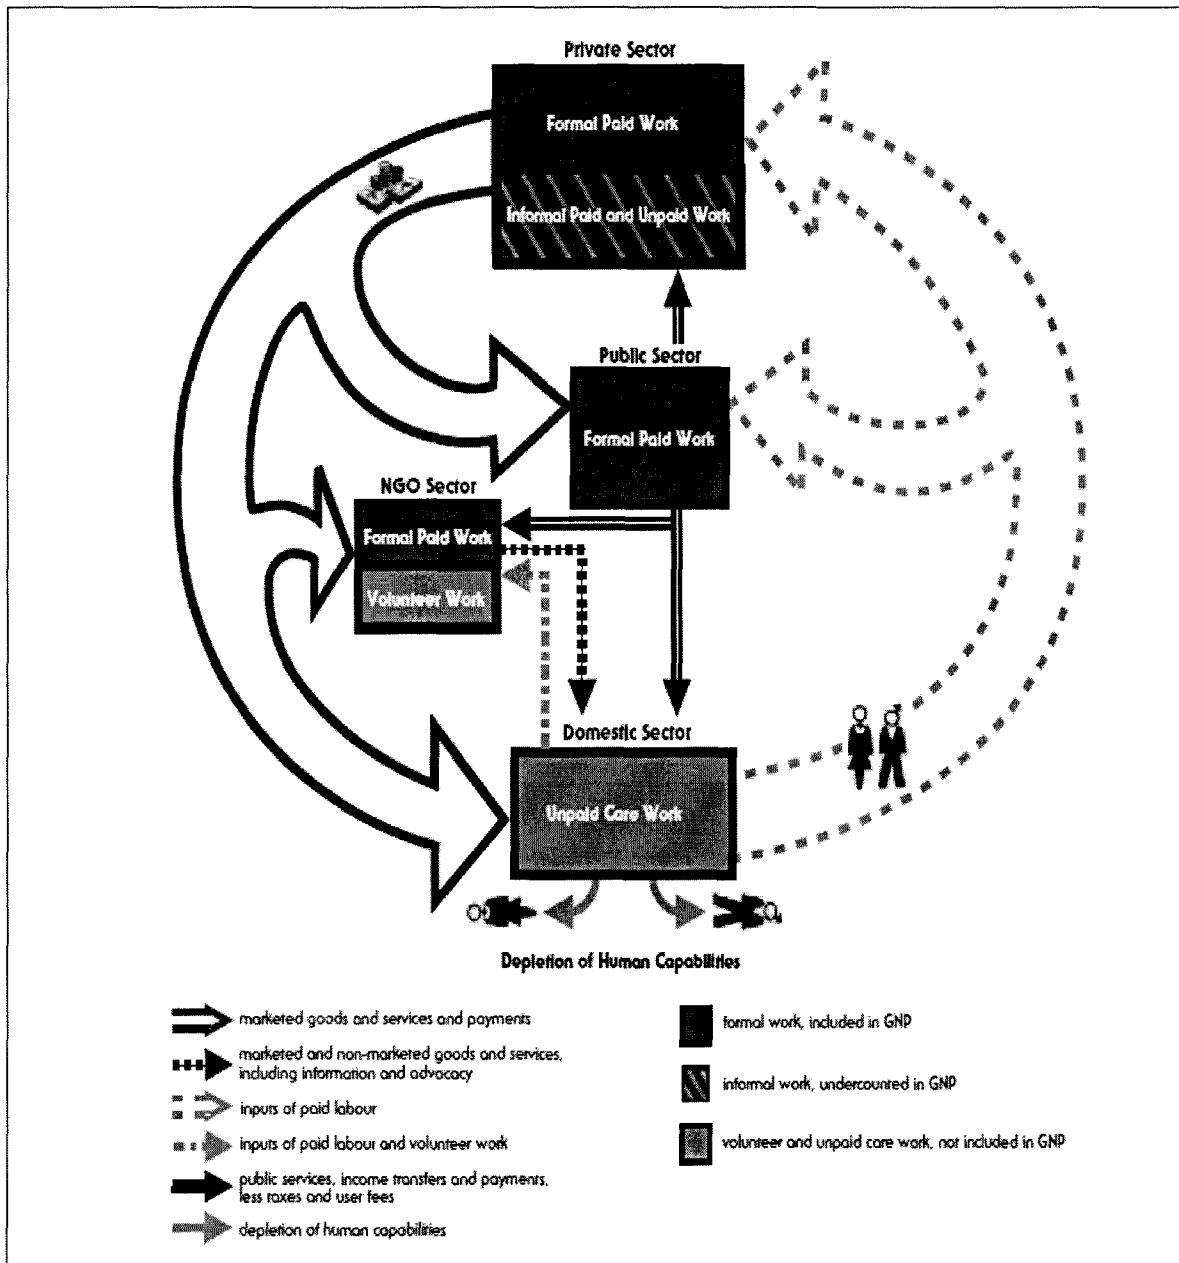 Private Sector
Formal Paid Work
Informal Paid and Unpaid Work
Public Sector
Formal Paid Work
NGO Sector
Formal Paid Work
Volunteer Work
Domestic Sector
Unpaid Care Work
Depletion of Human Capabilities
marketed goods and services and payments
marketed and non-marketed goods and services,
including information and advocacy
inputs of paid labour
inputs of paid labour and volunteer work
public services, income transfers and payments,
less taxes and user fees
depletion of human capabilities
formal work, included in GNP
informal work, undercounted in GNP
volunteer and unpaid care work, not included in GNP